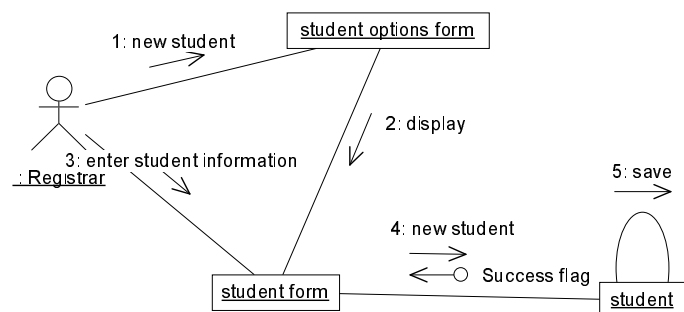 student options form
1: new student
2: display
3: enter student information
: Registrar
5: save
4: new student
Success flag
student form
student